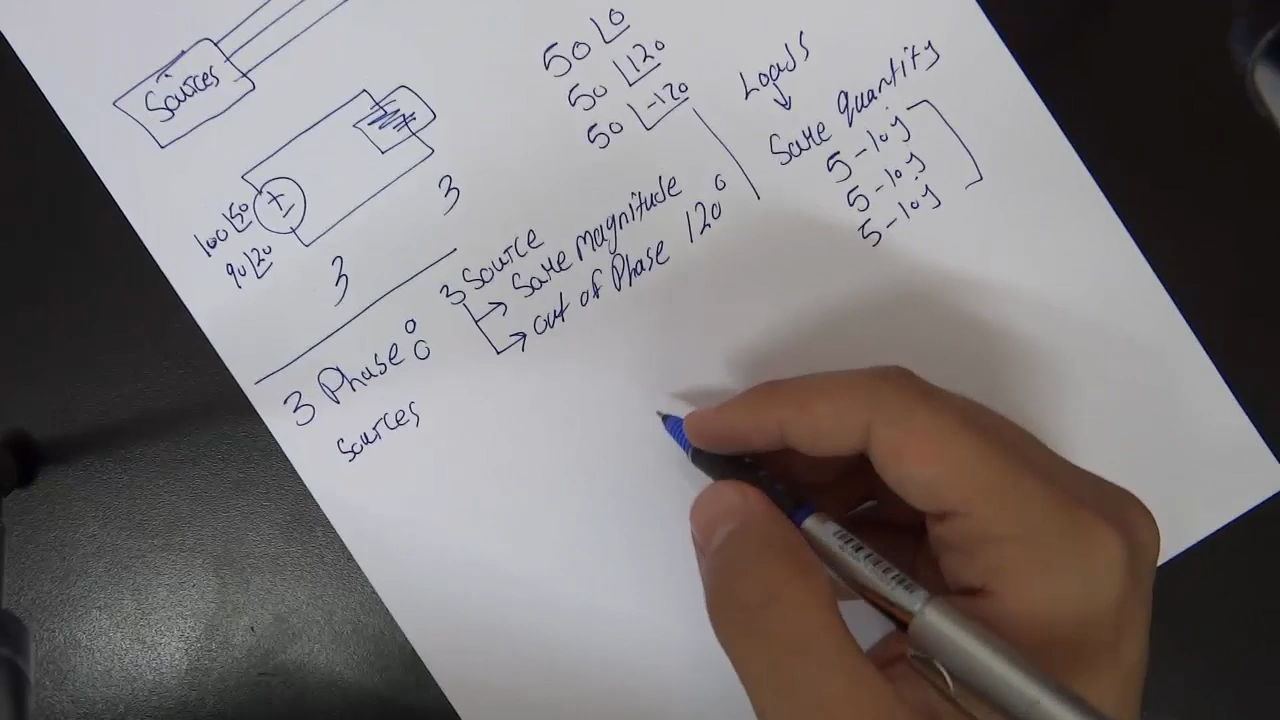 Sources
50∠0
50∠120
50∠-120
Loads
Same quantity
5-10j
5-10j
5-10j
100∠50
90∠20
3
3
3 Source
→ Same magnitude
→ out of Phase 120°
3 Phase:
Sources